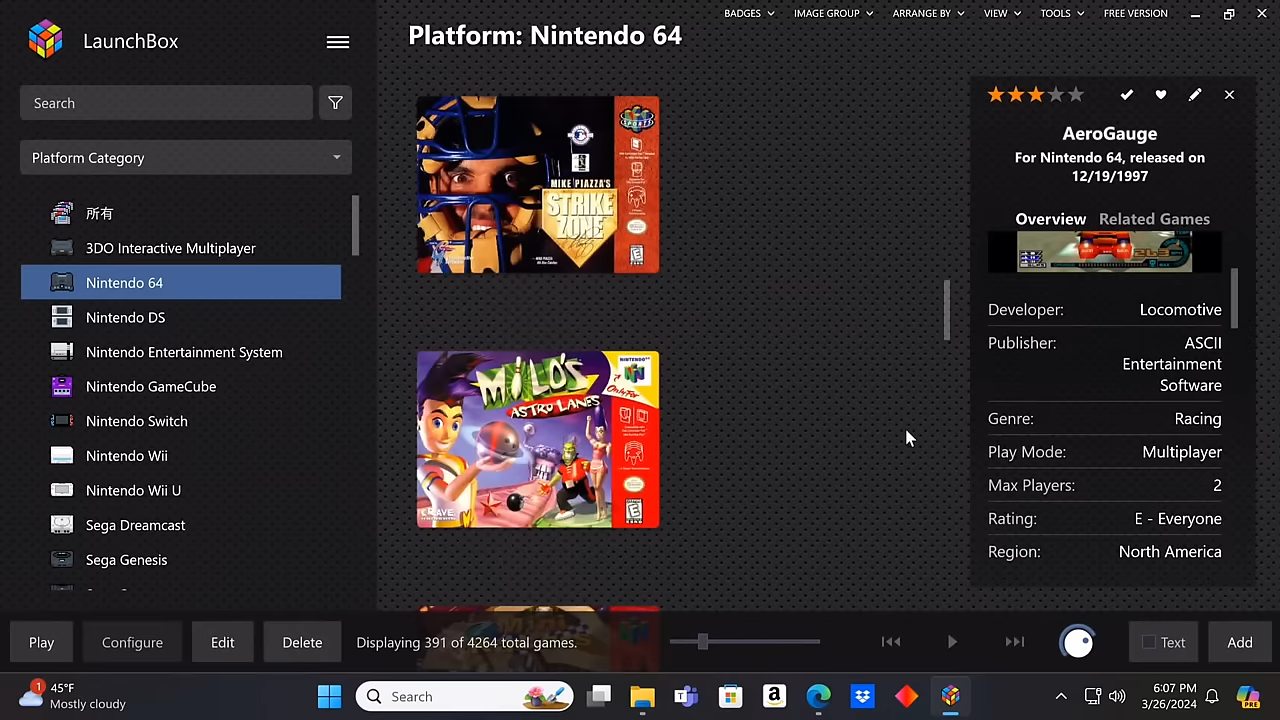 BADGES
IMAGE GROUP
ARRANGE BY
VIEW
TOOLS
FREE VERSION
LaunchBox
Platform: Nintendo 64
Search
Platform Category
所有
3DO Interactive Multiplayer
Nintendo 64
Nintendo DS
Nintendo Entertainment System
Nintendo GameCube
Nintendo Switch
Nintendo Wii
Nintendo Wii U
Sega Dreamcast
Sega Genesis
MIKE PIAZZA'S
STRIKE
ZONE
MILO'S
ASTRO LANES
Only For
CRAVE
AeroGauge
For Nintendo 64, released on
12/19/1997
Overview
Related Games
Developer: Locomotive
Publisher: ASCII
Entertainment
Software
Genre: Racing
Play Mode: Multiplayer
Max Players: 2
Rating: E - Everyone
Region: North America
Play
Configure
Edit
Delete
Displaying 391 of 4264 total games.
Text
Add
1
45°F
Search
6:07 PM
PRE